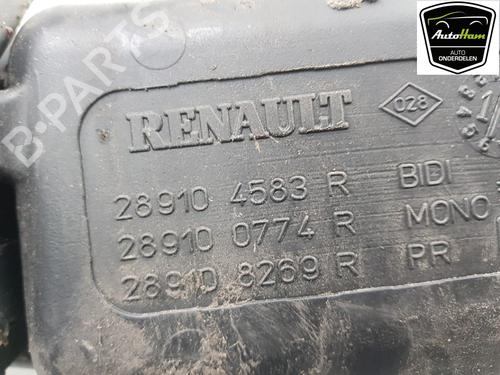 AutoHam
AUTO
ONDERDELEN
B-PARTS
RENAULT
028
28910 4583 R BIDI
28910 0774 R MONO
28910 8269 R PR